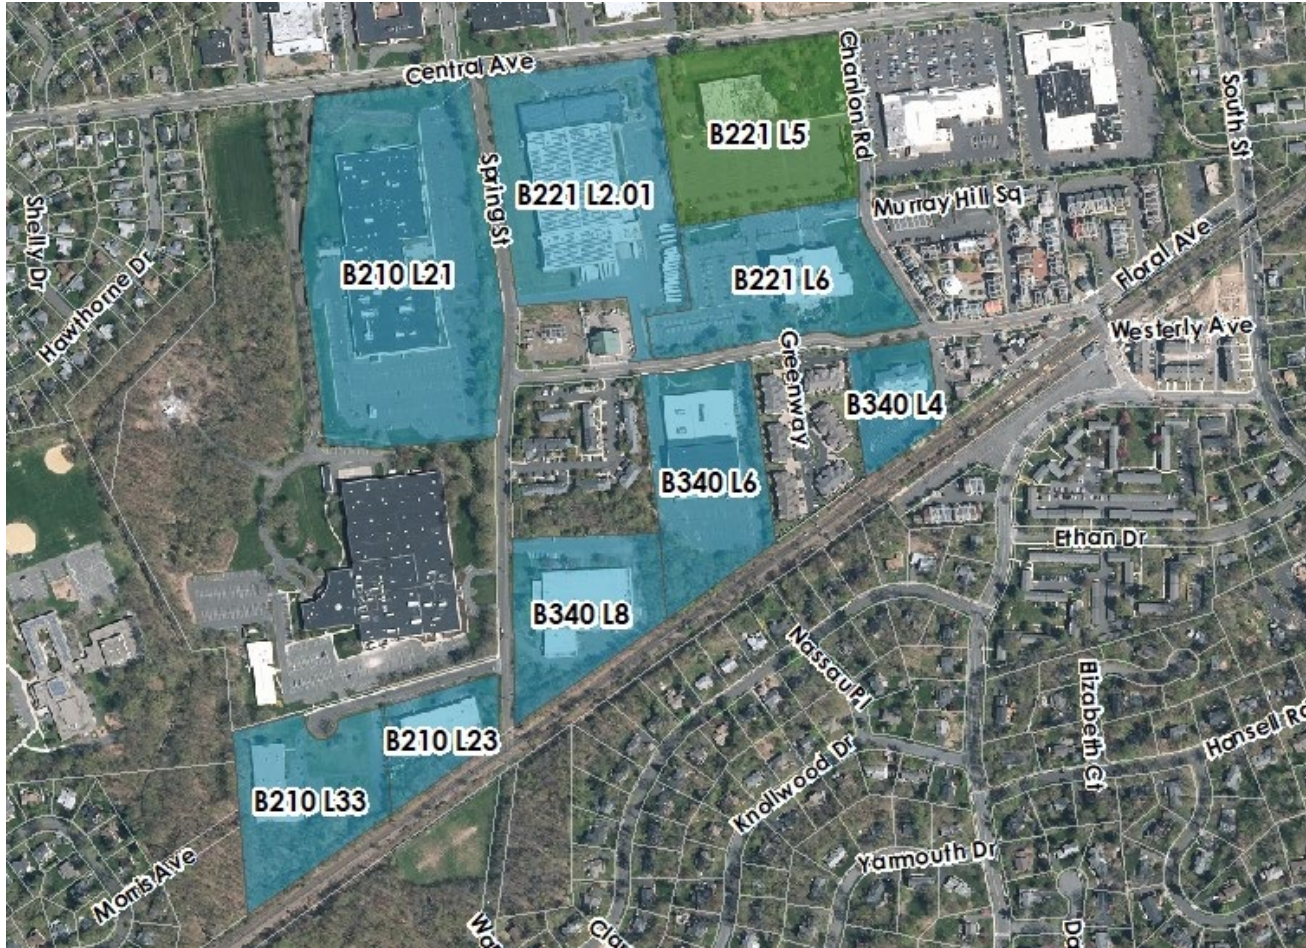 Central Ave
Chanlon Rd
South St
B221 L5
Spring St
B221 L2.01
Murray Hill Sq
Shelly Dr
Hawthorne Dr
B210 L21
B221 L6
Floral Ave
Westerly Ave
Greenway
B340 L4
B340 L6
Ethan Dr
B340 L8
Nassau Pl
Elizabeth Ct
Hansell Rd
B210 L23
Knollwood Dr
B210 L33
Yarmouth Dr
Morris Ave